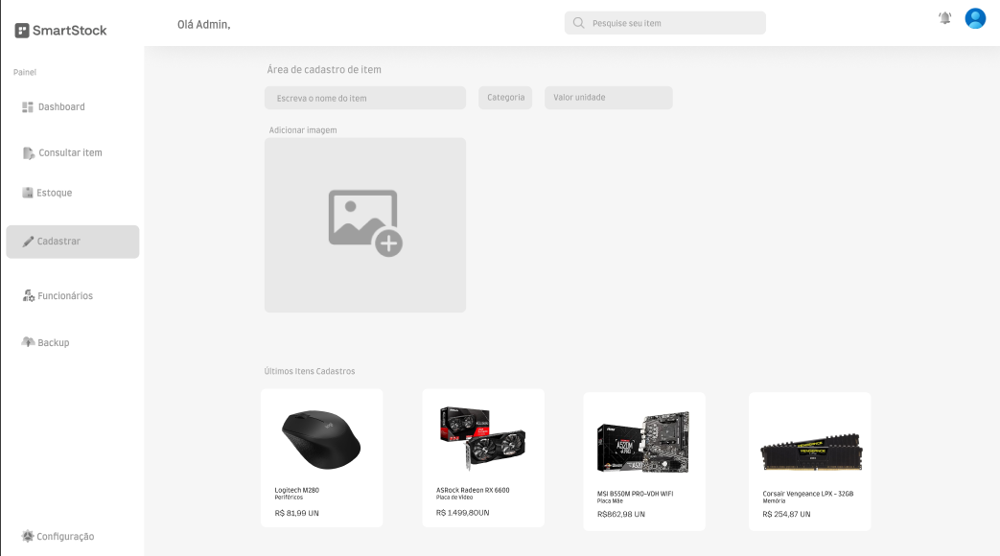 SmartStock
Olá Admin,
Pesquise seu item
Painel
Dashboard
Consultar item
Estoque
Cadastrar
Funcionários
Backup
Configuração
Área de cadastro de item
Escreva o nome do item
Categoria
Valor unidade
Adicionar imagem
Últimos Itens Cadastros
Logitech M280
Periféricos
R$ 81,99 UN
ASRock Radeon RX 6600
Placa de Vídeo
R$ 1.499,80UN
MSI B550M PRO-VDH WIFI
Placa Mãe
R$862,98 UN
Corsair Vengeance LPX - 32GB
Memória
R$ 254,87 UN
A520M
VENGEANCE
VENGEANCE